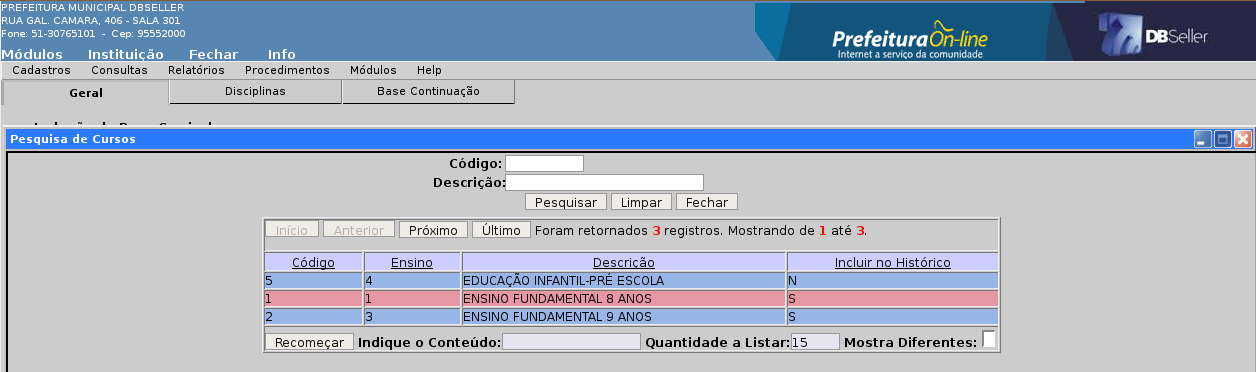 PREFEITURA MUNICIPAL DBSELLER
RUA GAL. CAMARA, 406 - SALA 301
Fone: 51-30765101 - Cep: 95552000
PrefeituraOn-line
Internet a serviço da comunidade
DBSeller
Módulos Instituição Fechar Info
Cadastros Consultas Relatórios Procedimentos Módulos Help
Geral Disciplinas Base Continuação
Pesquisa de Cursos
Código:
Descrição:
Pesquisar Limpar Fechar
Início Anterior Próximo Último Foram retornados 3 registros. Mostrando de 1 até 3.
Código Ensino Descrição Incluir no Histórico
5 4 EDUCAÇÃO INFANTIL-PRÉ ESCOLA N
1 1 ENSINO FUNDAMENTAL 8 ANOS S
2 3 ENSINO FUNDAMENTAL 9 ANOS S
Recomeçar Indique o Conteúdo: Quantidade a Listar: 15 Mostra Diferentes: